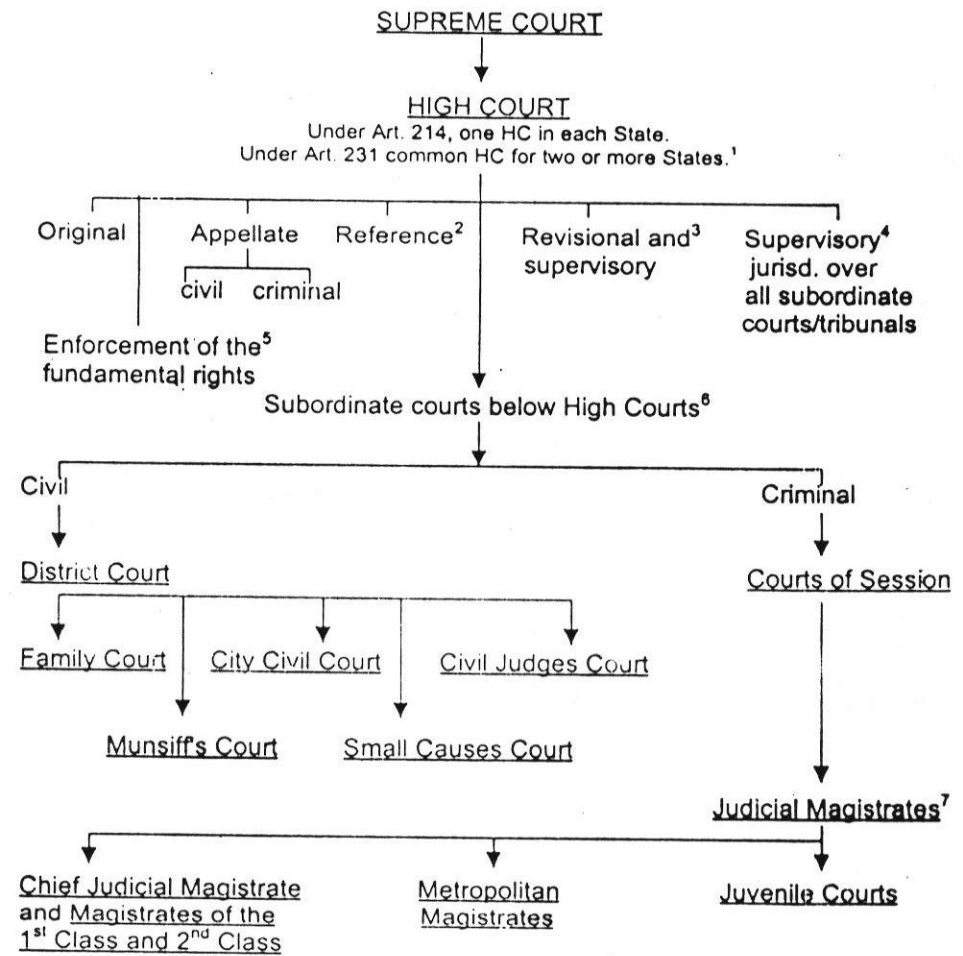 SUPREME COURT
HIGH COURT
Under Art. 214, one HC in each State.
Under Art. 231 common HC for two or more States.¹
Original
Appellate
Reference²
Revisional and³
supervisory
Supervisory⁴
jurisd. over
all subordinate
courts/tribunals
civil
criminal
Enforcement of the⁵
fundamental rights
Subordinate courts below High Courts⁶
Civil
Criminal
District Court
Courts of Session
Family Court
City Civil Court
Civil Judges Court
Munsiff's Court
Small Causes Court
Judicial Magistrates⁷
Chief Judicial Magistrate
and Magistrates of the
1st Class and 2nd Class
Metropolitan
Magistrates
Juvenile Courts